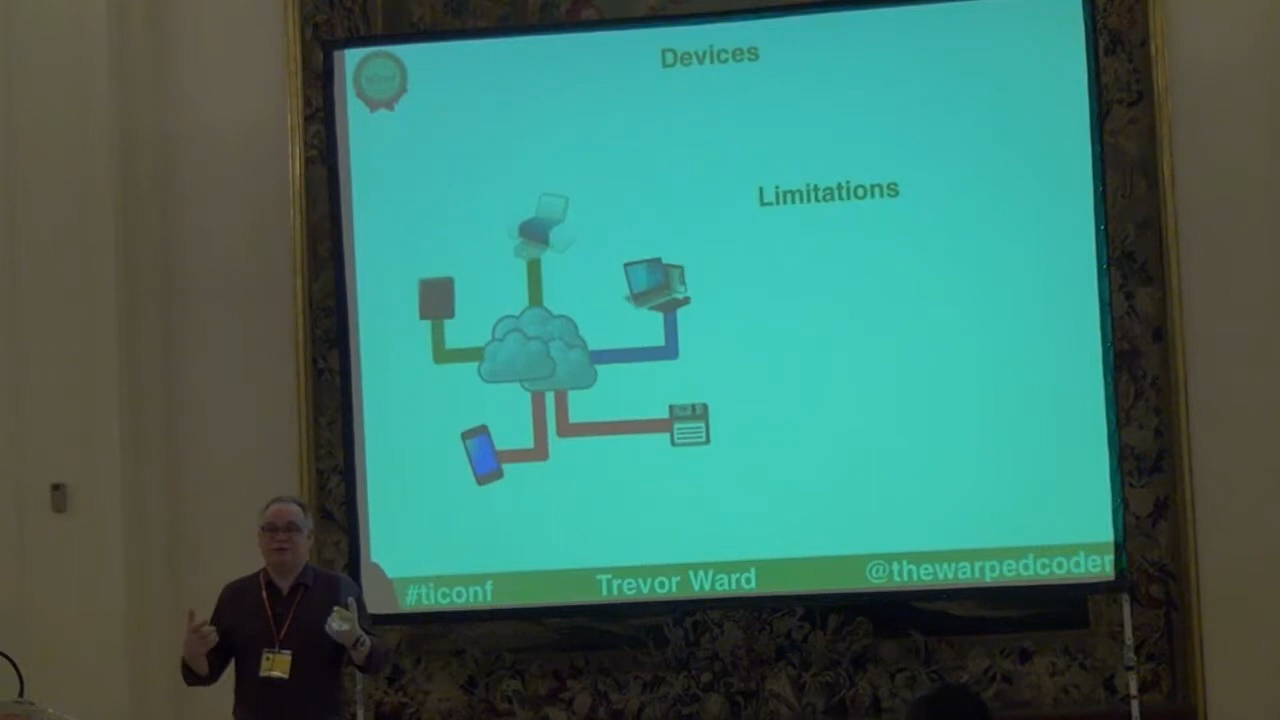 Devices
Limitations
#ticonf
Trevor Ward
@thewarpedcoder